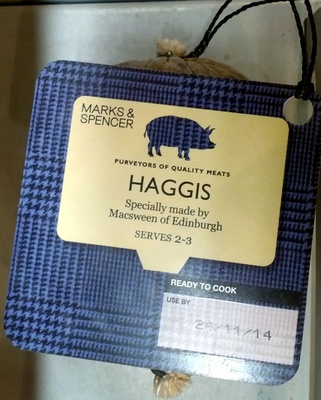 MARKS &
SPENCER
PURVEYORS OF QUALITY MEATS
HAGGIS
Specially made by
Macsween of Edinburgh
SERVES 2-3
READY TO COOK
USE BY
29/11/14